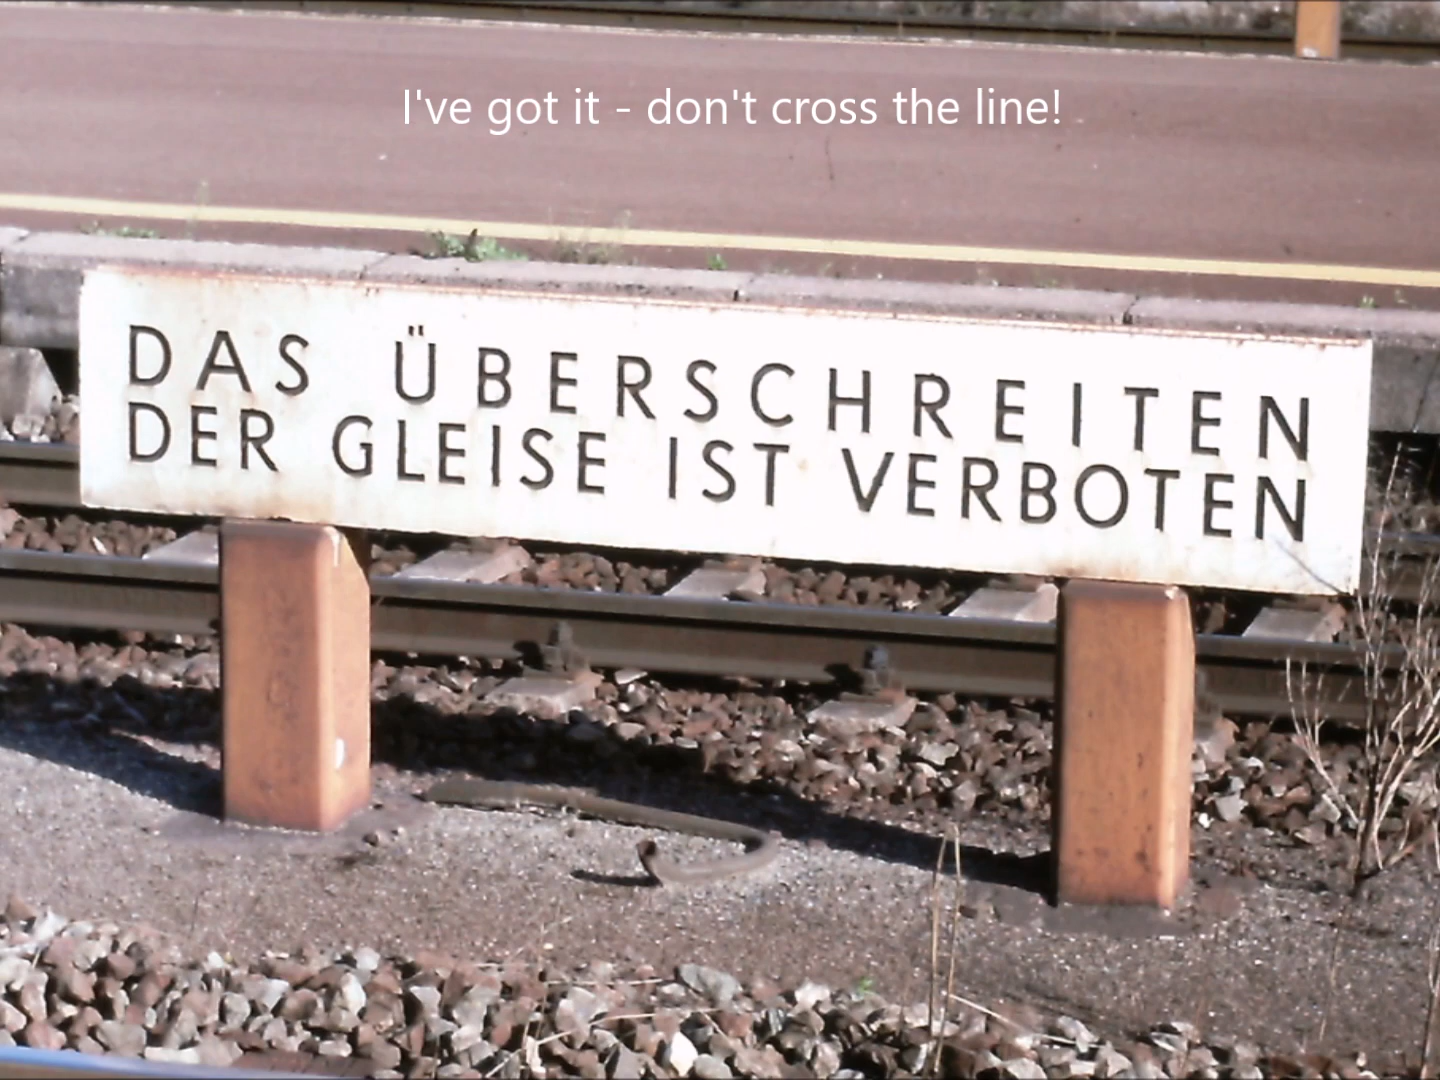 I've got it - don't cross the line!
DAS ÜBERSCHREITEN
DER GLEISE IST VERBOTEN